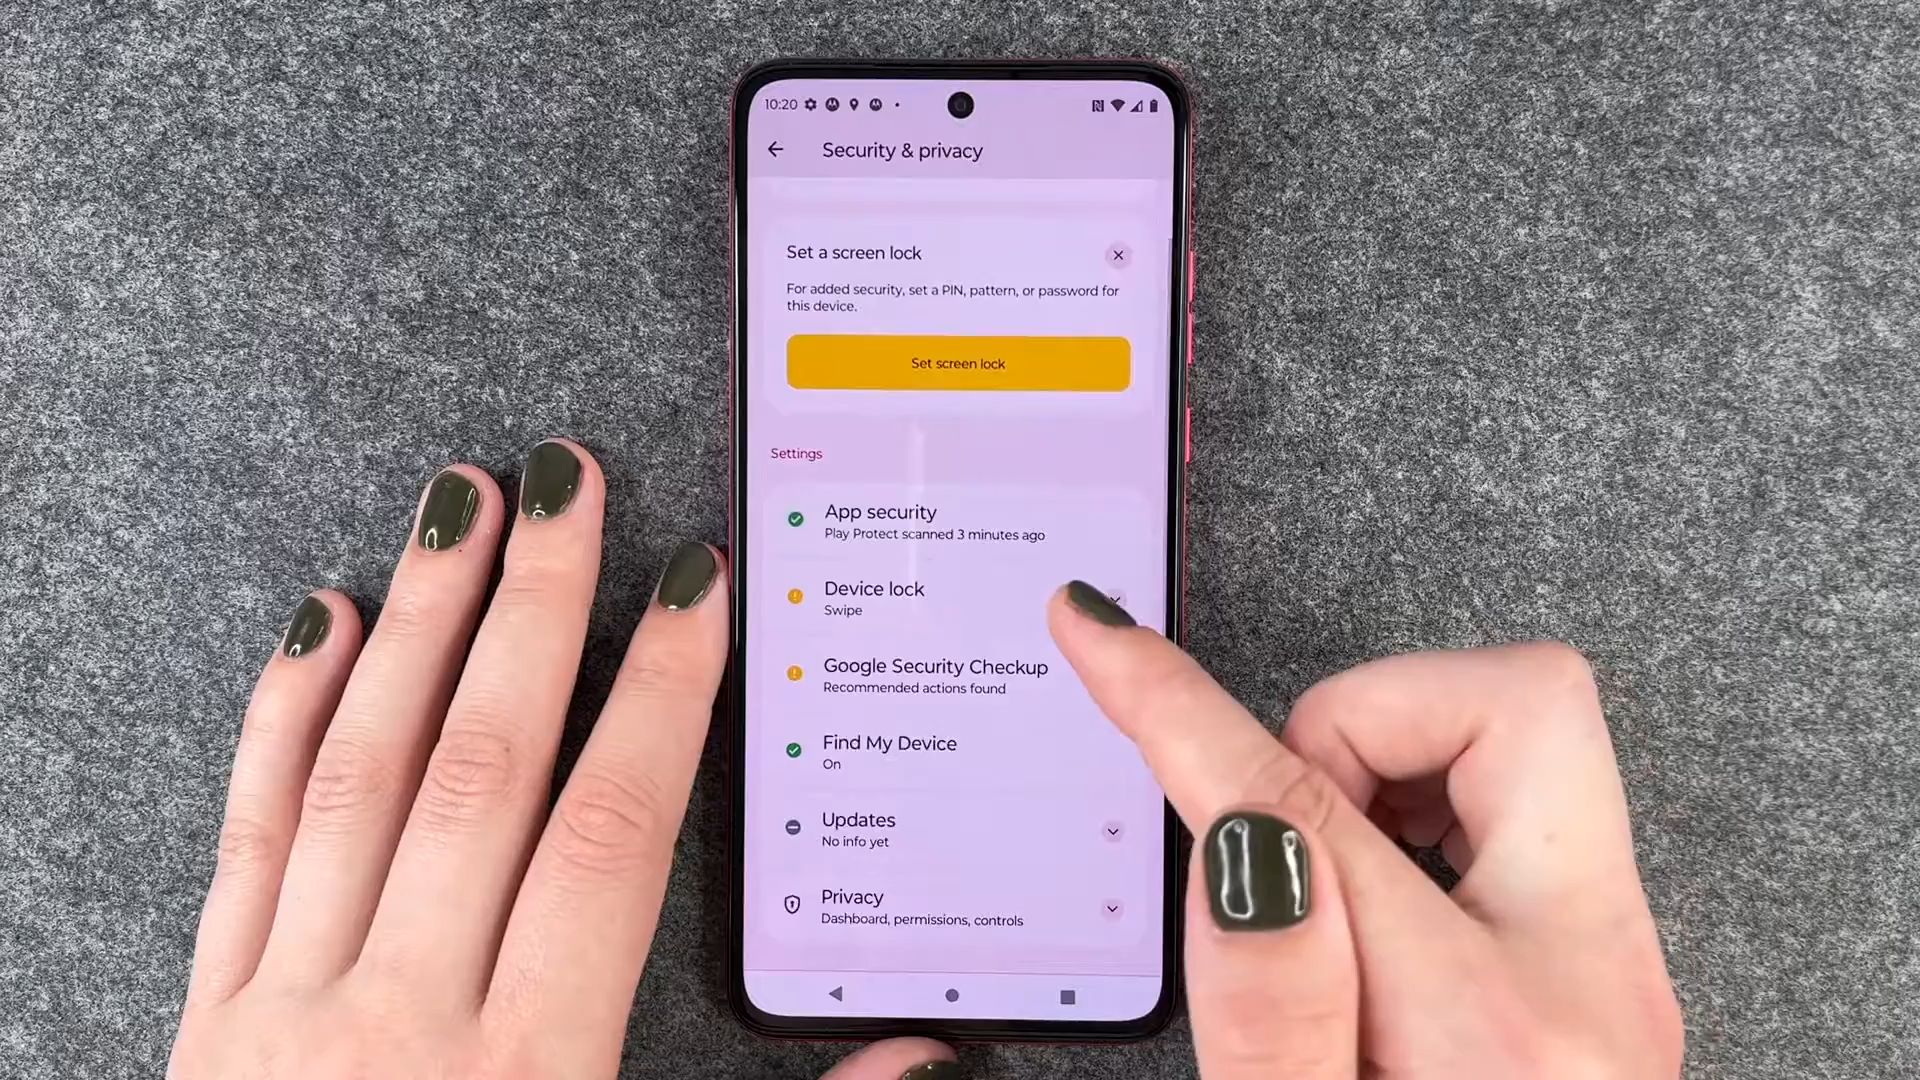 10:20
Security & privacy
Set a screen lock
For added security, set a PIN, pattern, or password for
this device.
Set screen lock
Settings
App security
Play Protect scanned 3 minutes ago
Device lock
Swipe
Google Security Checkup
Recommended actions found
Find My Device
On
Updates
No info yet
Privacy
Dashboard, permissions, controls